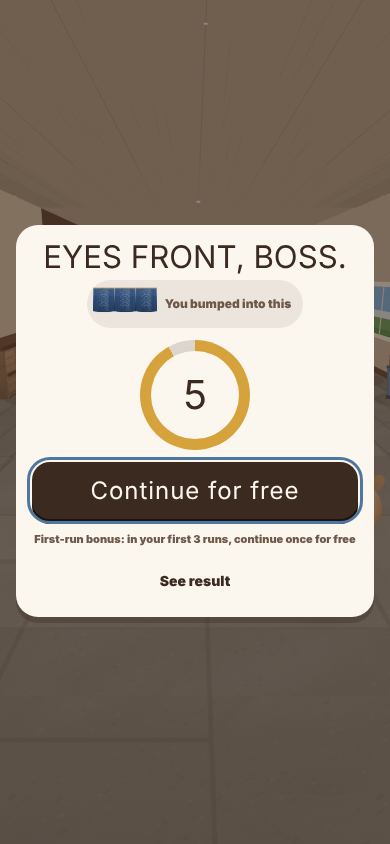 EYES FRONT, BOSS.
You bumped into this
5
Continue for free
First-run bonus: in your first 3 runs, continue once for free
See result